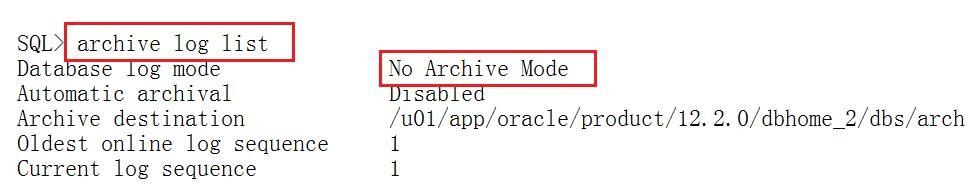 SQL> archive log list
Database log mode No Archive Mode
Automatic archival Disabled
Archive destination /u01/app/oracle/product/12.2.0/dbhome_2/dbs/arch
Oldest online log sequence 1
Current log sequence 1